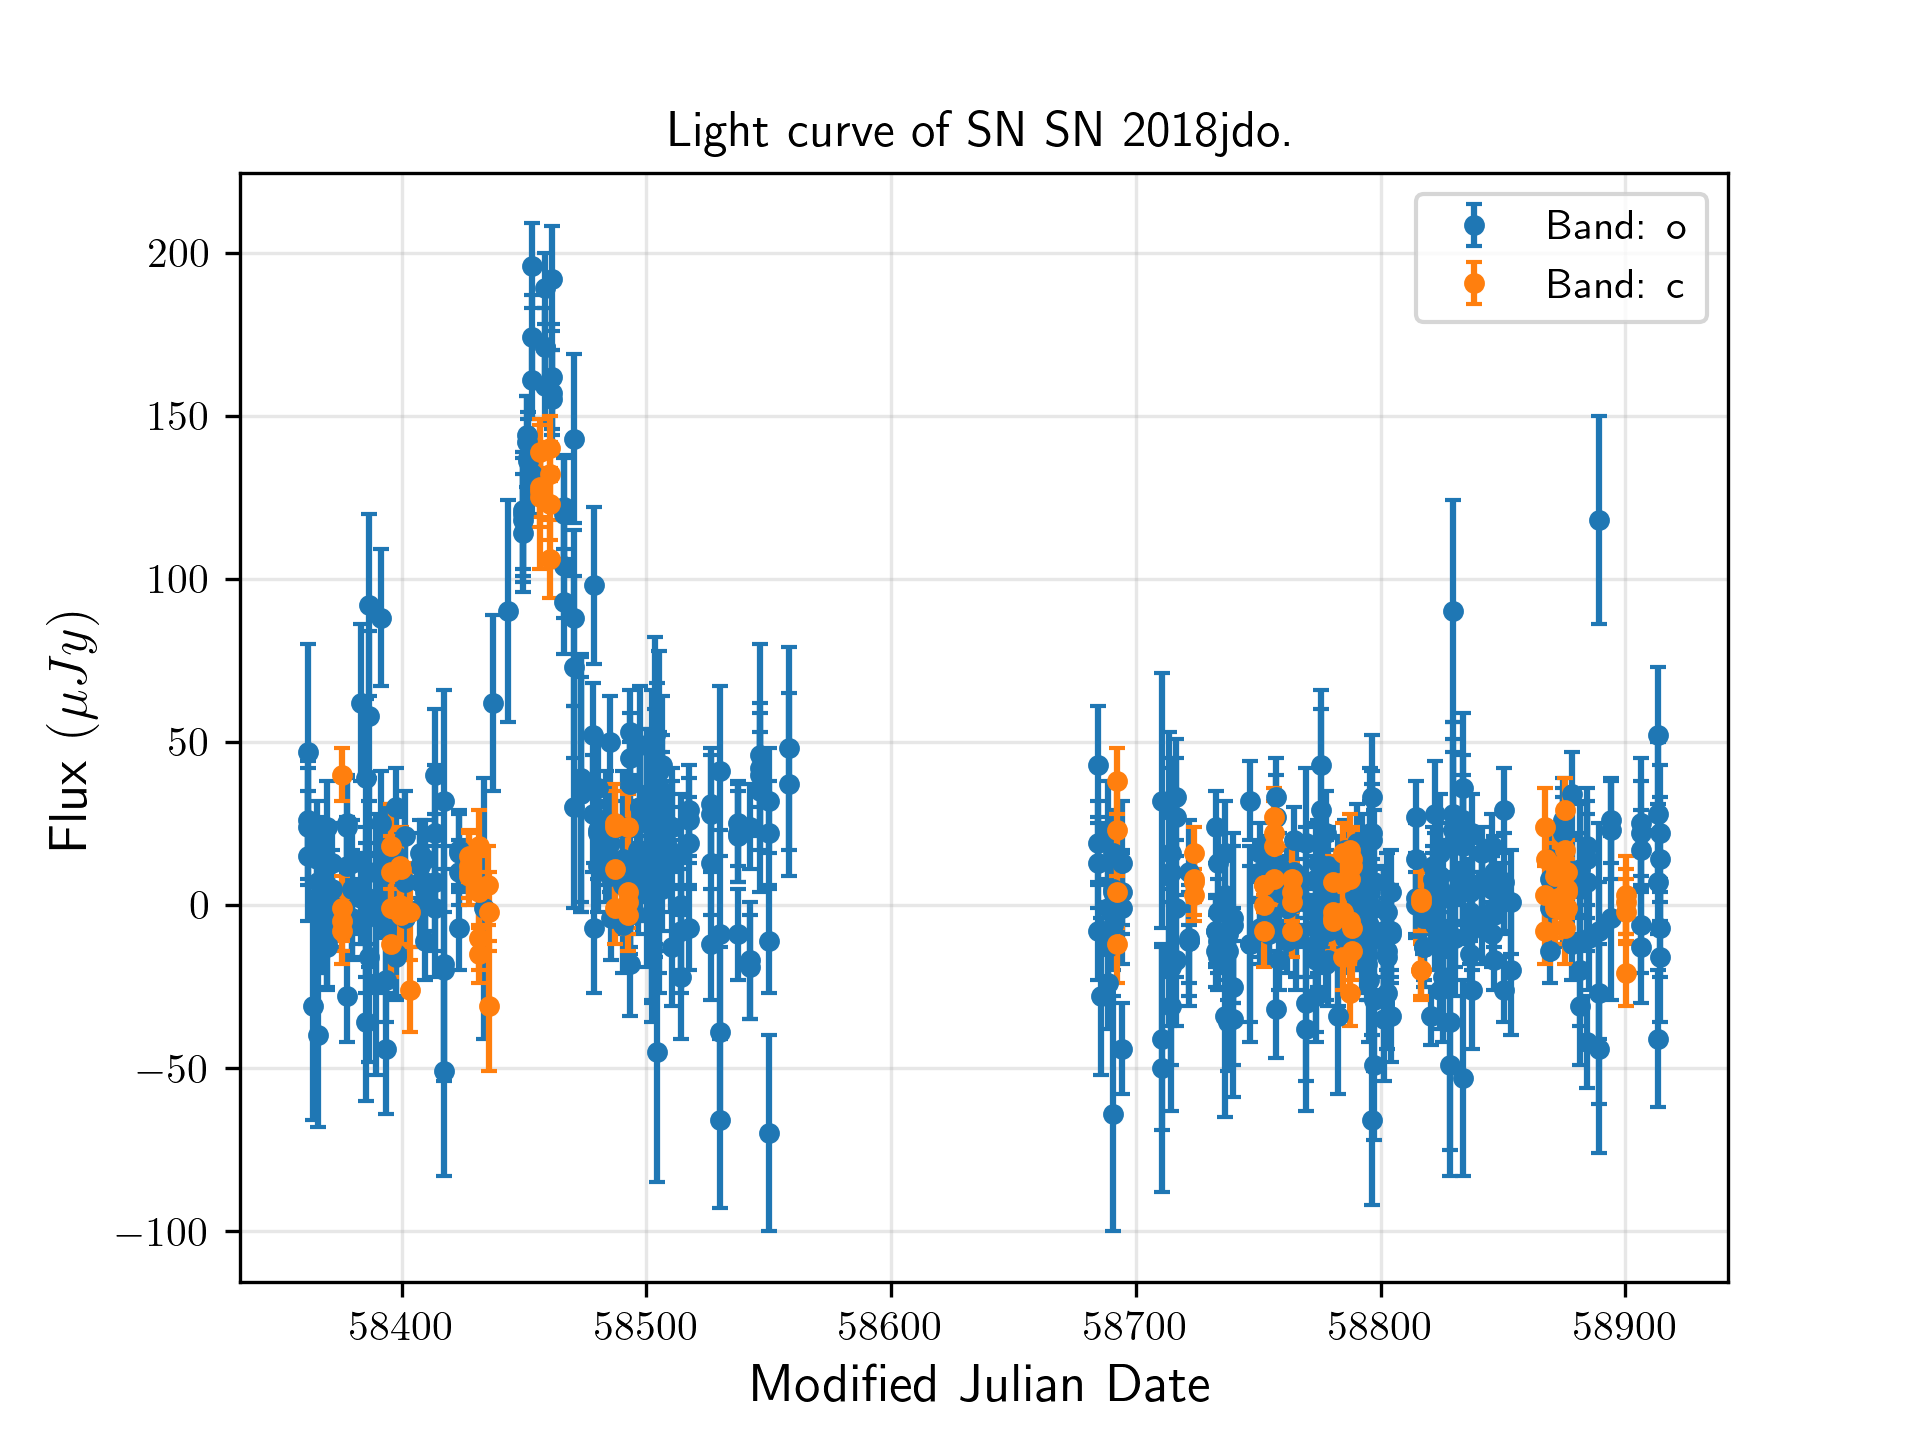 Light curve of SN SN 2018jdo.
Band: o
Band: c
200
150
100
50
0
−50
−100
Flux (μJy)
58400 58500 58600 58700 58800 58900
Modified Julian Date